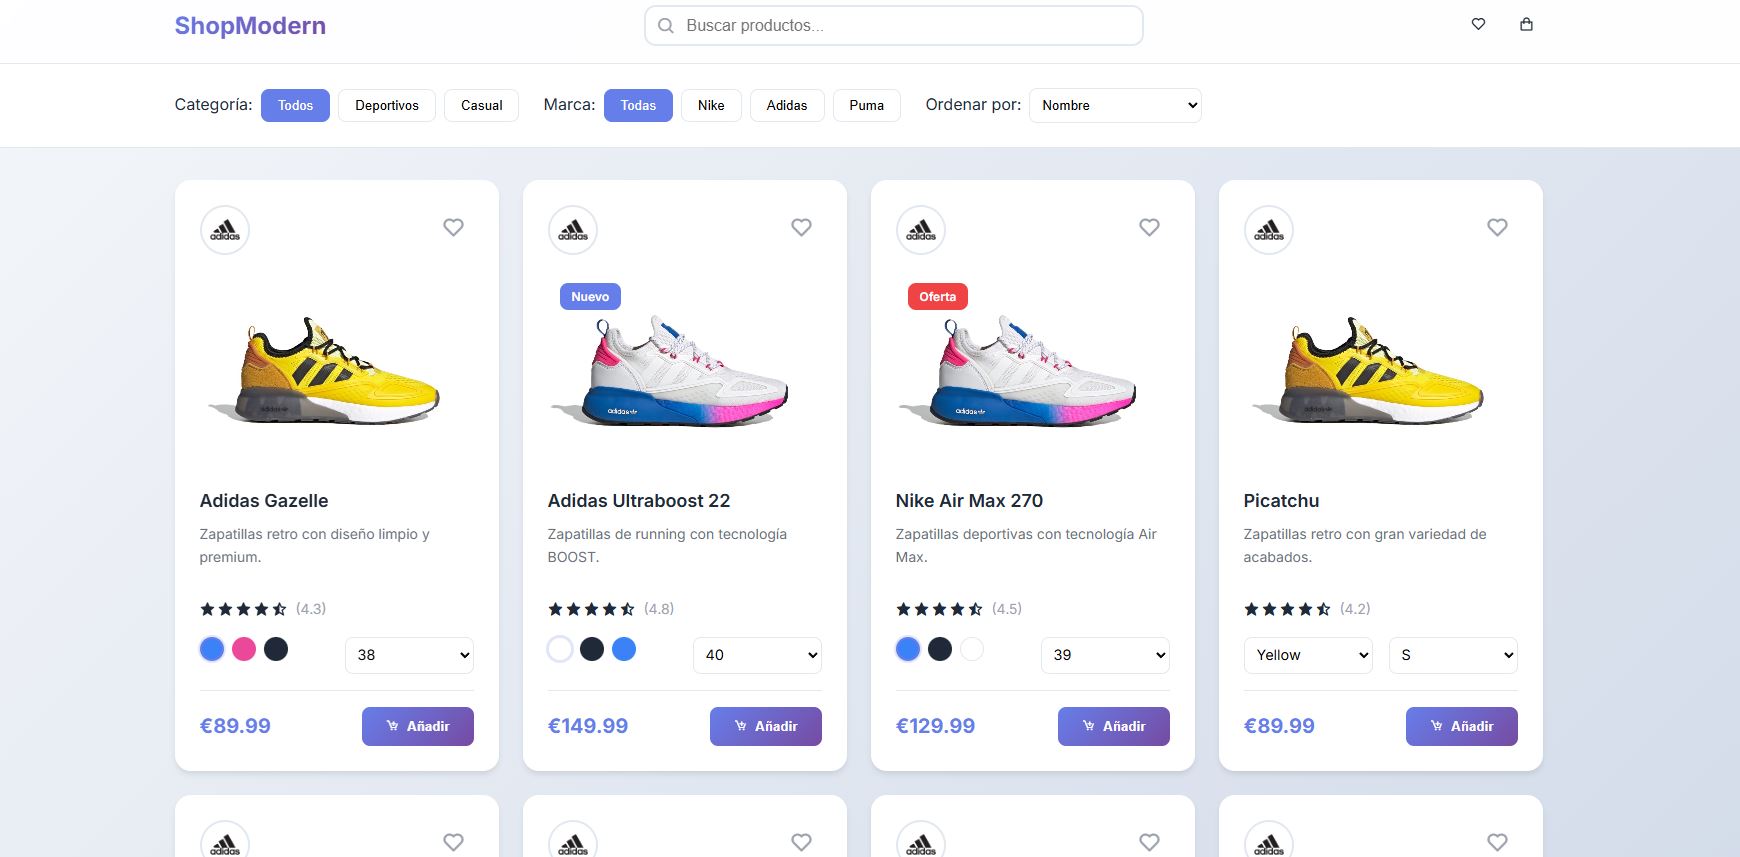 ShopModern
Buscar productos...
Categoría: Todos Deportivos Casual Marca: Todas Nike Adidas Puma Ordenar por: Nombre
adidas
adidas
adidas
adidas
Nuevo
Oferta
adidas
adidas
adidas
adidas
Adidas Gazelle
Zapatillas retro con diseño limpio y
premium.
(4.3)
38
€89.99 Añadir
Adidas Ultraboost 22
Zapatillas de running con tecnología
BOOST.
(4.8)
40
€149.99 Añadir
Nike Air Max 270
Zapatillas deportivas con tecnología Air
Max.
(4.5)
39
€129.99 Añadir
Picatchu
Zapatillas retro con gran variedad de
acabados.
(4.2)
Yellow S
€89.99 Añadir
adidas
adidas
adidas
adidas